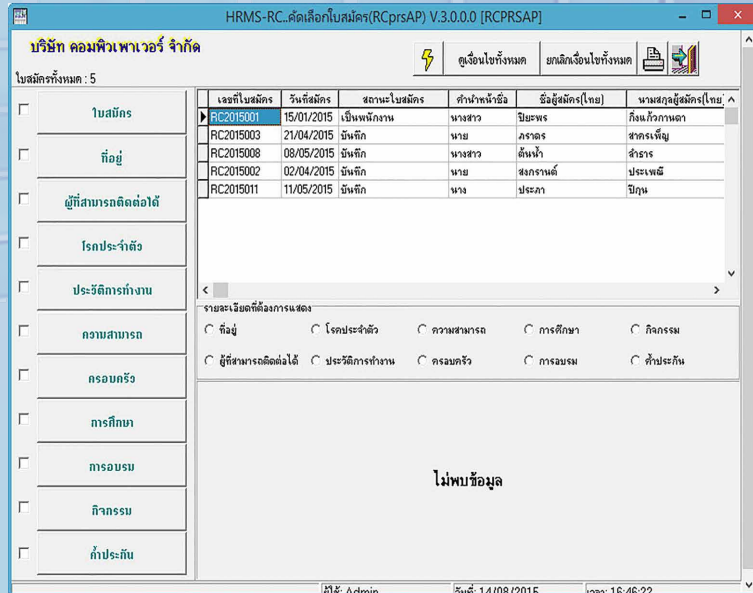 HRMS-RC..คัดเลือกใบสมัคร(RCprsAP) V.3.0.0.0 [RCPRSAP]
บริษัท คอมพิวเพาเวอร์ จำกัด
ดูเงื่อนไขทั้งหมด ยกเลิกเงื่อนไขทั้งหมด
ใบสมัครทั้งหมด : 5
ใบสมัคร
ที่อยู่
ผู้ที่สามารถติดต่อได้
โรคประจำตัว
ประวัติการทำงาน
ความสามารถ
ครอบครัว
การศึกษา
การอบรม
กิจกรรม
ค้ำประกัน
เลขที่ใบสมัคร วันที่สมัคร สถานะใบสมัคร คำนำหน้าชื่อ ชื่อผู้สมัคร(ไทย) นามสกุลผู้สมัคร(ไทย)
RC2015001 15/01/2015 เป็นพนักงาน นางสาว ปิยะพร กิ่งแก้วกานดา
RC2015003 21/04/2015 บันทึก นาย ภราดร สาครเพ็ญ
RC2015008 08/05/2015 บันทึก นางสาว ต้นน้ำ ลำธาร
RC2015002 02/04/2015 บันทึก นาย สงกรานต์ ประเพณี
RC2015011 11/05/2015 บันทึก นาง ประภา ปิกุน
รายละเอียดที่ต้องการแสดง
ที่อยู่ โรคประจำตัว ความสามารถ การศึกษา กิจกรรม
ผู้ที่สามารถติดต่อได้ ประวัติการทำงาน ครอบครัว การอบรม ค้ำประกัน
ไม่พบข้อมูล
ผู้ใช้: Admin วันที่: 14/08/2015 เวลา: 16:46:22